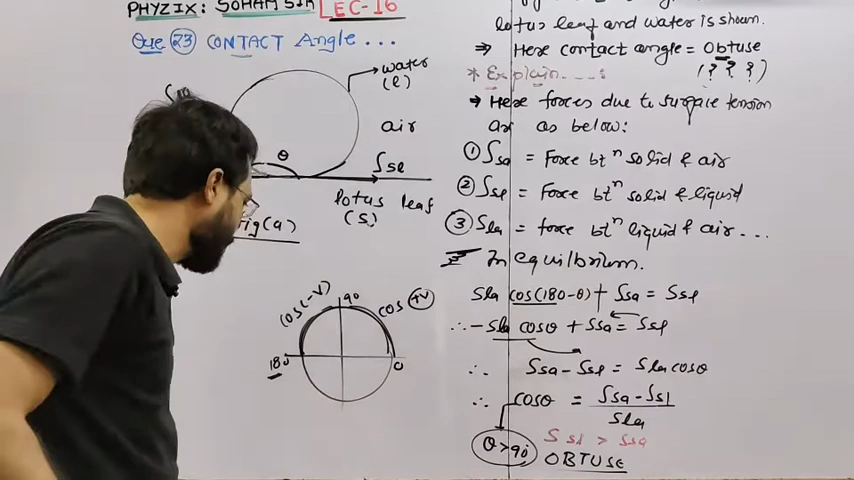 PHYZIX: SOHAM SIR LEC-16
Que 23 CONTACT Angle ...
water
(l)
air
θ
Ssl
lotus leaf
(S)
Fig(a)
cos(-V)
90
cos +V
180
0
lotus leaf and water is shown.
⇒ Here contact angle = Obtuse
(? ? ?)
* Explain ....:
→ Here forces due to surface tension
are as below:
① Ssa = Force btⁿ solid & air
② Ssl = Force btⁿ solid & liquid
③ Sla = force btⁿ liquid & air ...
In equilibrium.
Sla cos(180-θ) + Ssa = Ssl
∴ -Sla cosθ + Ssa = Ssl
∴ Ssa - Ssl = Sla cosθ
∴ cosθ = Ssa - Ssl
Sla
Ssl > Ssa
θ > 90
OBTUSE